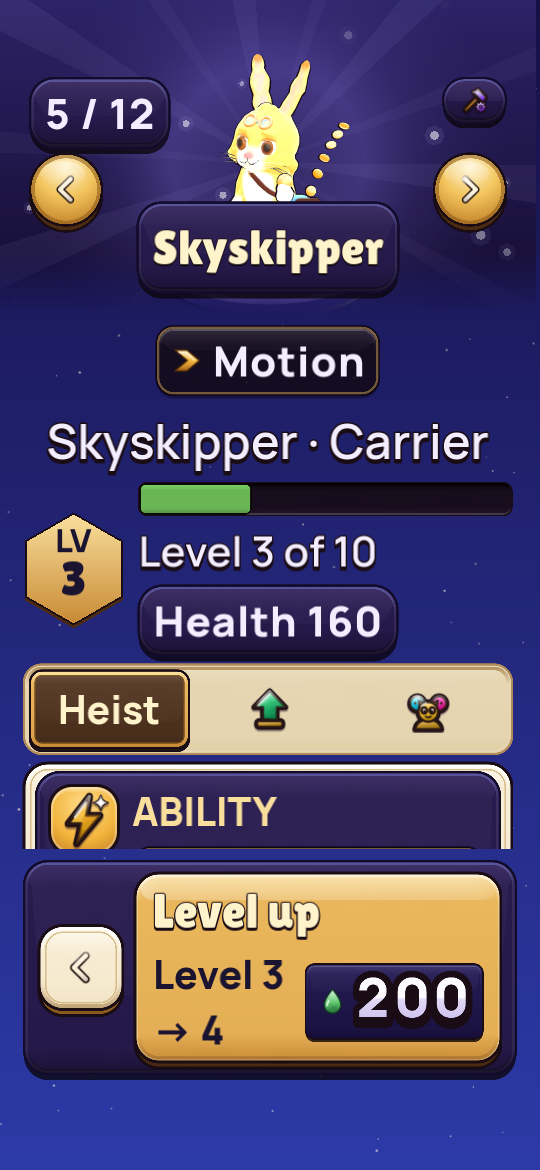 5 / 12
Skyskipper
Motion
Skyskipper · Carrier
LV
3
Level 3 of 10
Health 160
Heist
ABILITY
Level up
Level 3
→ 4
200